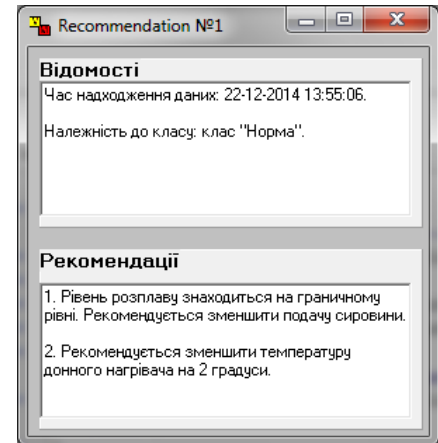 Recommendation №1
Відомості
Час надходження даних: 22-12-2014 13:55:06.
Належність до класу: клас "Норма".
Рекомендації
1. Рівень розплаву знаходиться на граничному
рівні. Рекомендується зменшити подачу сировини.
2. Рекомендується зменшити температуру
донного нагрівача на 2 градуси.